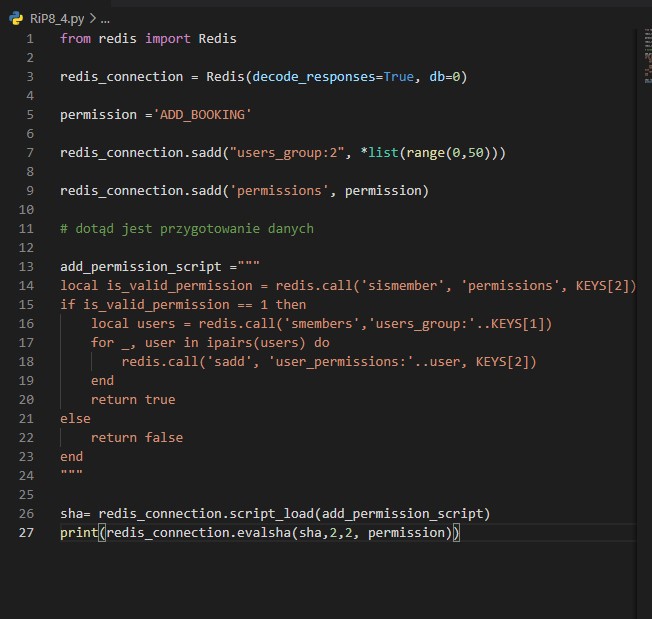 RiP8_4.py > ...
1 from redis import Redis
2
3 redis_connection = Redis(decode_responses=True, db=0)
4
5 permission ='ADD_BOOKING'
6
7 redis_connection.sadd("users_group:2", *list(range(0,50)))
8
9 redis_connection.sadd('permissions', permission)
10
11 # dotąd jest przygotowanie danych
12
13 add_permission_script ="""
14 local is_valid_permission = redis.call('sismember', 'permissions', KEYS[2])
15 if is_valid_permission == 1 then
16     local users = redis.call('smembers','users_group:'..KEYS[1])
17     for _, user in ipairs(users) do
18         redis.call('sadd', 'user_permissions:'..user, KEYS[2])
19     end
20     return true
21 else
22     return false
23 end
24 """
25
26 sha= redis_connection.script_load(add_permission_script)
27 print(redis_connection.evalsha(sha,2,2, permission))